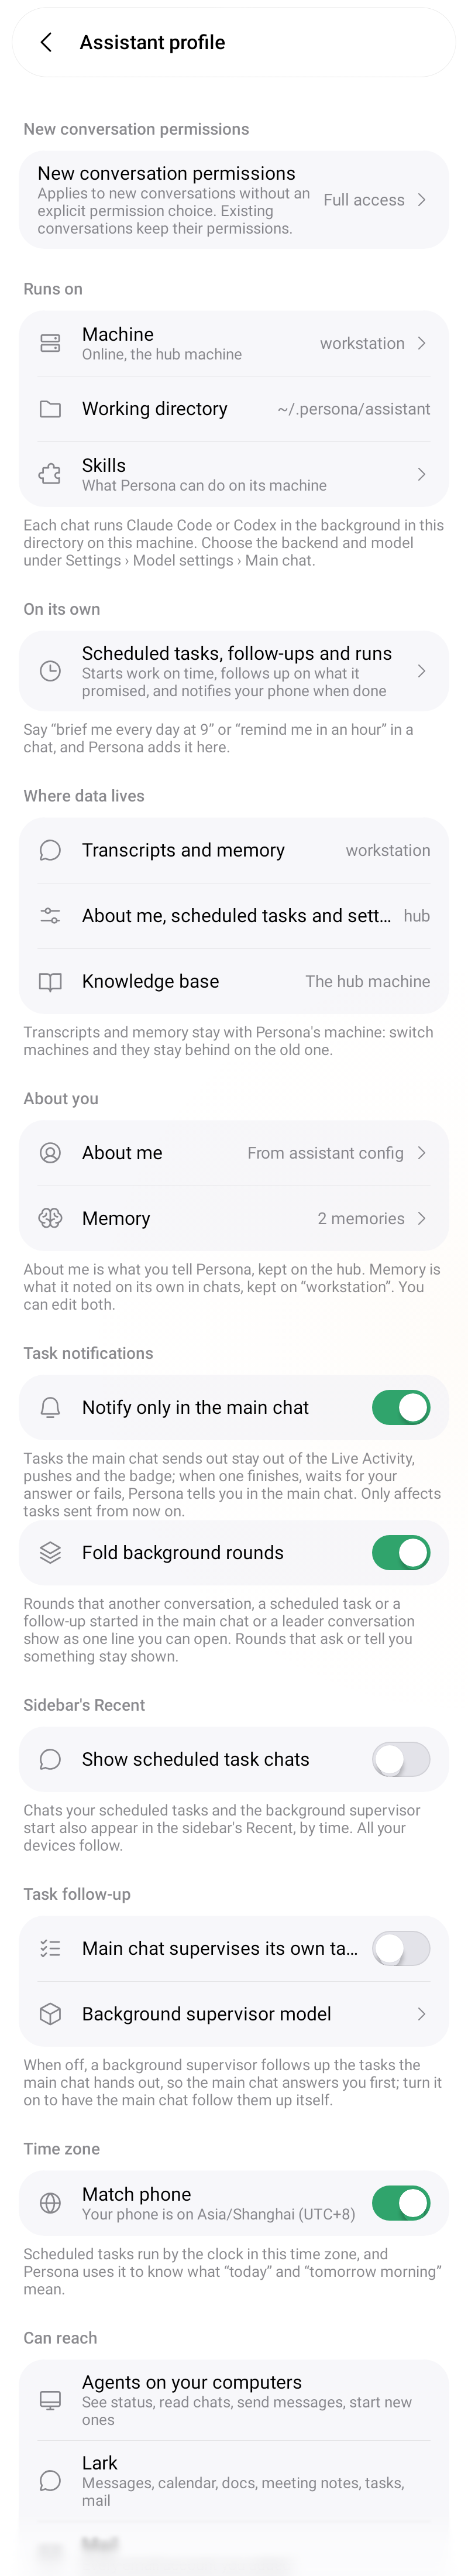 Assistant profile
New conversation permissions
New conversation permissions
Applies to new conversations without an
explicit permission choice. Existing
conversations keep their permissions.
Full access
Runs on
Machine
Online, the hub machine
workstation
Working directory
~/.persona/assistant
Skills
What Persona can do on its machine
Each chat runs Claude Code or Codex in the background in this
directory on this machine. Choose the backend and model
under Settings › Model settings › Main chat.
On its own
Scheduled tasks, follow-ups and runs
Starts work on time, follows up on what it
promised, and notifies your phone when done
Say “brief me every day at 9” or “remind me in an hour” in a
chat, and Persona adds it here.
Where data lives
Transcripts and memory
workstation
About me, scheduled tasks and sett...
hub
Knowledge base
The hub machine
Transcripts and memory stay with Persona's machine: switch
machines and they stay behind on the old one.
About you
About me
From assistant config
Memory
2 memories
About me is what you tell Persona, kept on the hub. Memory is
what it noted on its own in chats, kept on “workstation”. You
can edit both.
Task notifications
Notify only in the main chat
Tasks the main chat sends out stay out of the Live Activity,
pushes and the badge; when one finishes, waits for your
answer or fails, Persona tells you in the main chat. Only affects
tasks sent from now on.
Fold background rounds
Rounds that another conversation, a scheduled task or a
follow-up started in the main chat or a leader conversation
show as one line you can open. Rounds that ask or tell you
something stay shown.
Sidebar's Recent
Show scheduled task chats
Chats your scheduled tasks and the background supervisor
start also appear in the sidebar's Recent, by time. All your
devices follow.
Task follow-up
Main chat supervises its own ta...
Background supervisor model
When off, a background supervisor follows up the tasks the
main chat hands out, so the main chat answers you first; turn it
on to have the main chat follow them up itself.
Time zone
Match phone
Your phone is on Asia/Shanghai (UTC+8)
Scheduled tasks run by the clock in this time zone, and
Persona uses it to know what “today” and “tomorrow morning”
mean.
Can reach
Agents on your computers
See status, read chats, send messages, start new
ones
Lark
Messages, calendar, docs, meeting notes, tasks,
mail
Mail